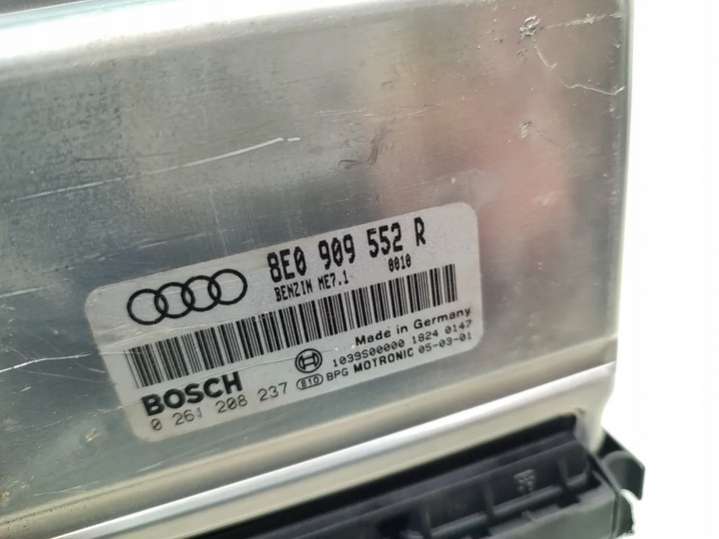 8E0 909 552 R
BENZIN ME7.1 0010
Made in Germany
1039S00000 1824 0147
BOSCH
0 261 208 237 810 BPG MOTRONIC 05-03-01